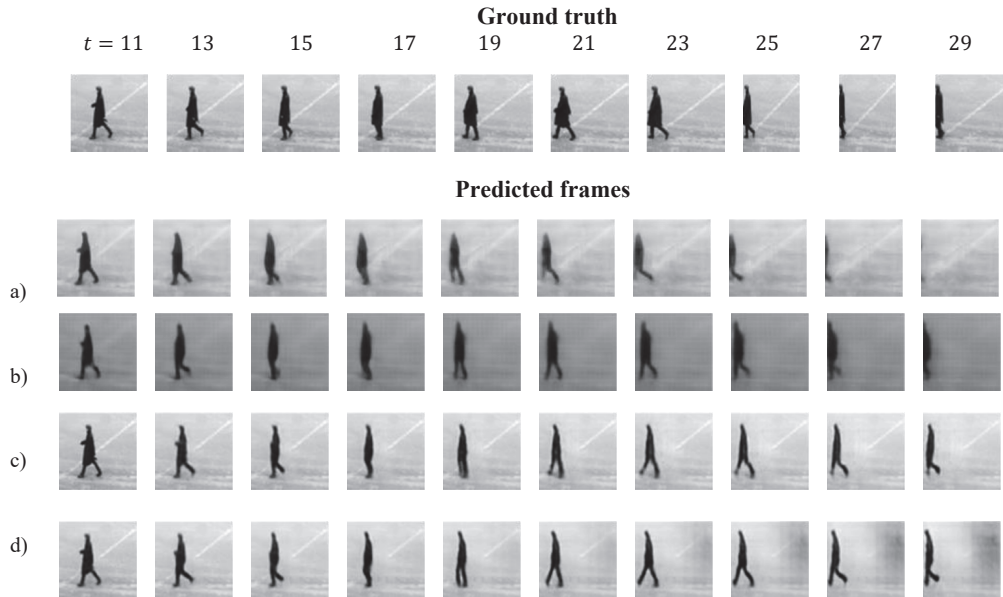 Ground truth
t = 11 13 15 17 19 21 23 25 27 29
Predicted frames
a)
b)
c)
d)